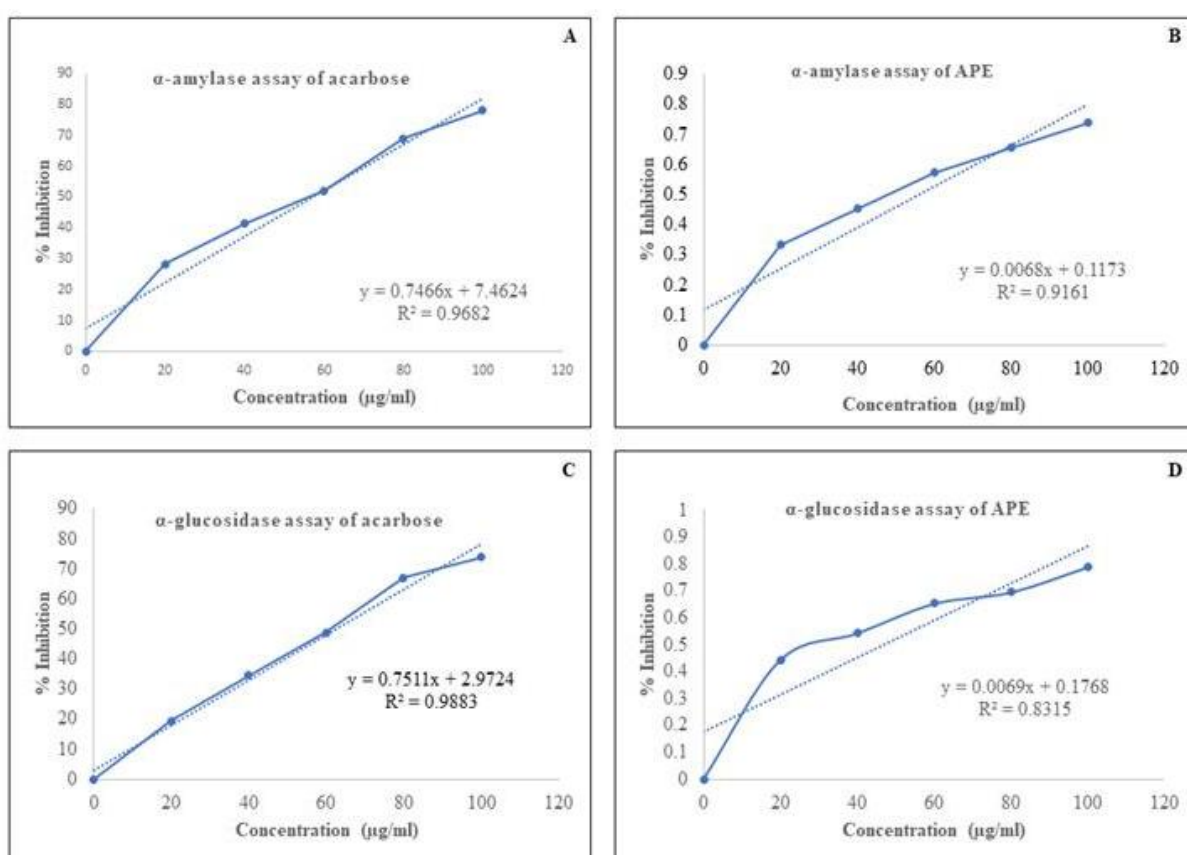 A
α-amylase assay of acarbose
90
80
70
60
50
40
30
20
10
0
% Inhibition
y = 0.7466x + 7.4624
R² = 0.9682
0 20 40 60 80 100 120
Concentration (µg/ml)
B
α-amylase assay of APE
0.9
0.8
0.7
0.6
0.5
0.4
0.3
0.2
0.1
0
% Inhibition
y = 0.0068x + 0.1173
R² = 0.9161
0 20 40 60 80 100 120
Concentration (µg/ml)
C
α-glucosidase assay of acarbose
90
80
70
60
50
40
30
20
10
0
% Inhibition
y = 0.7511x + 2.9724
R² = 0.9883
0 20 40 60 80 100 120
Concentration (µg/ml)
D
α-glucosidase assay of APE
1
0.9
0.8
0.7
0.6
0.5
0.4
0.3
0.2
0.1
0
% Inhibition
y = 0.0069x + 0.1768
R² = 0.8315
0 20 40 60 80 100 120
Concentration (µg/ml)